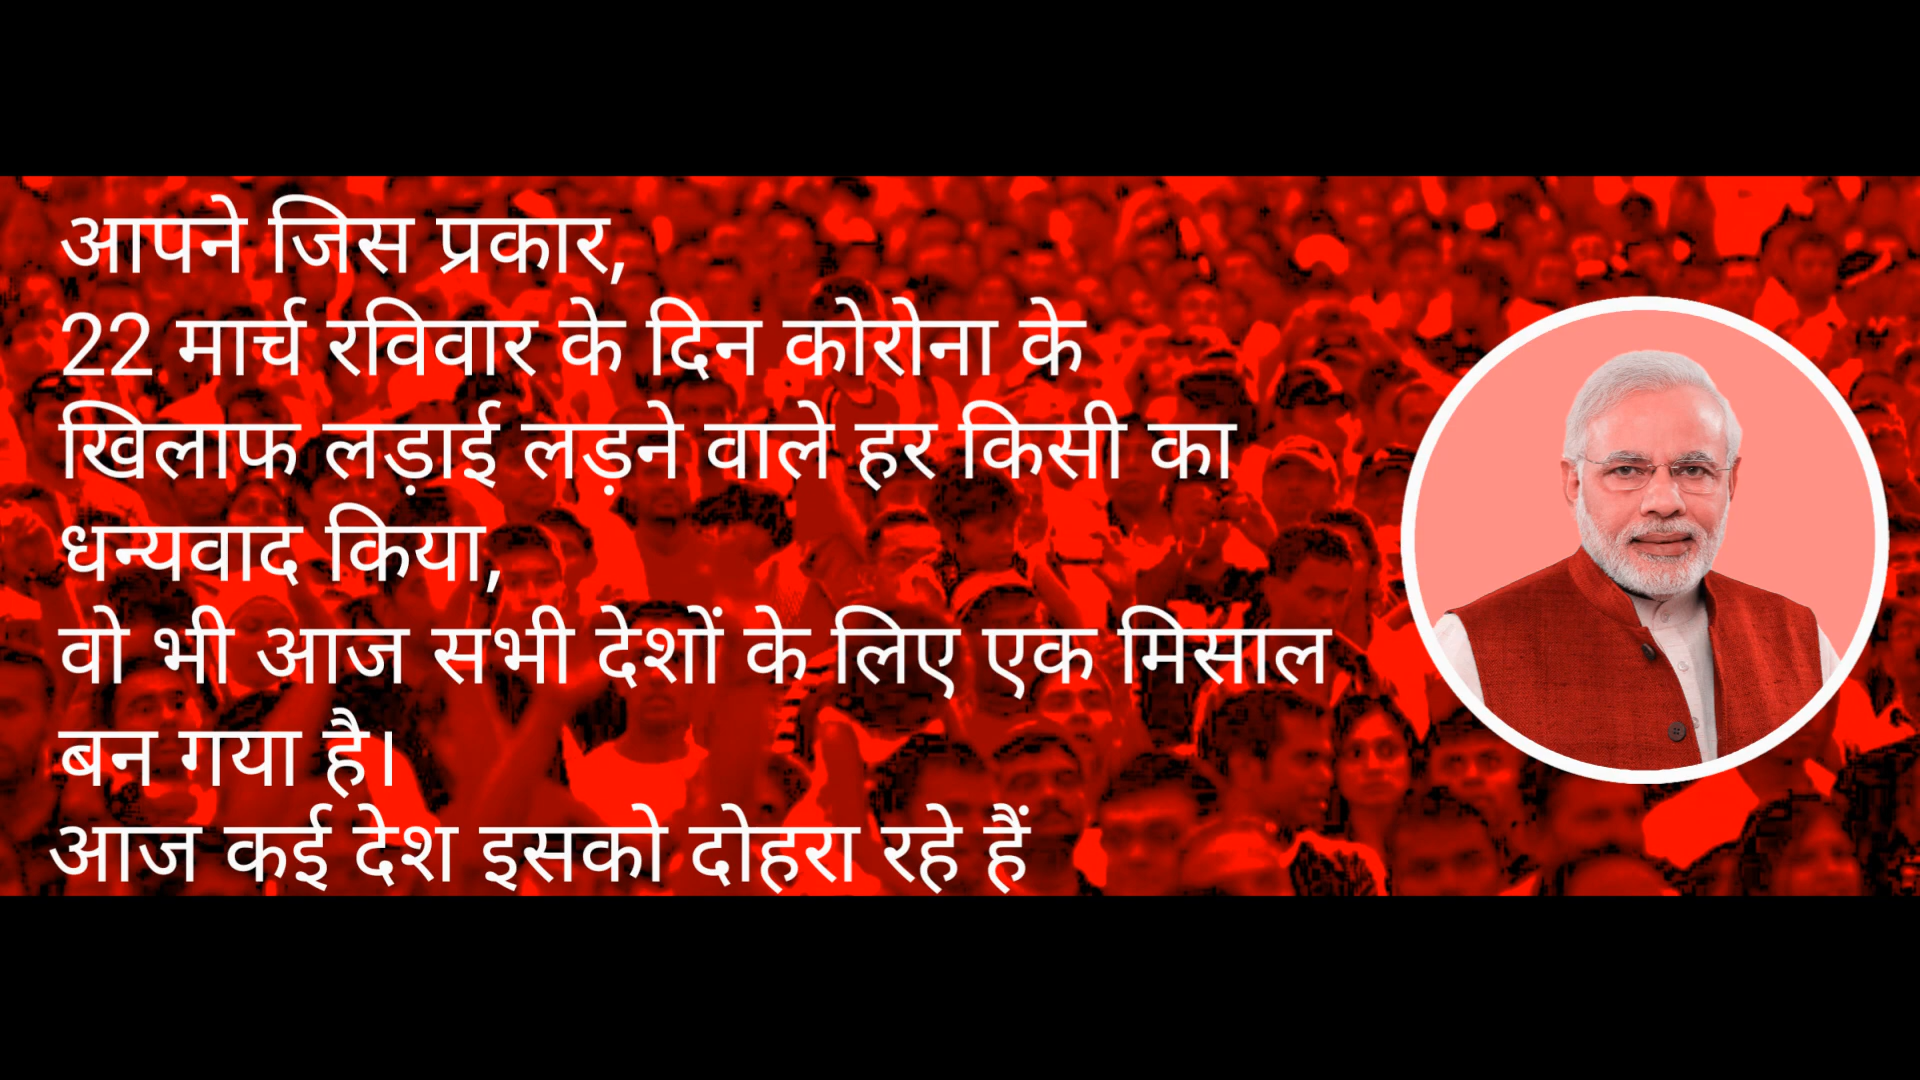 आपने जिस प्रकार,
22 मार्च रविवार के दिन कोरोना के
खिलाफ लड़ाई लड़ने वाले हर किसी का
धन्यवाद किया,
वो भी आज सभी देशों के लिए एक मिसाल
बन गया है।
आज कई देश इसको दोहरा रहे हैं